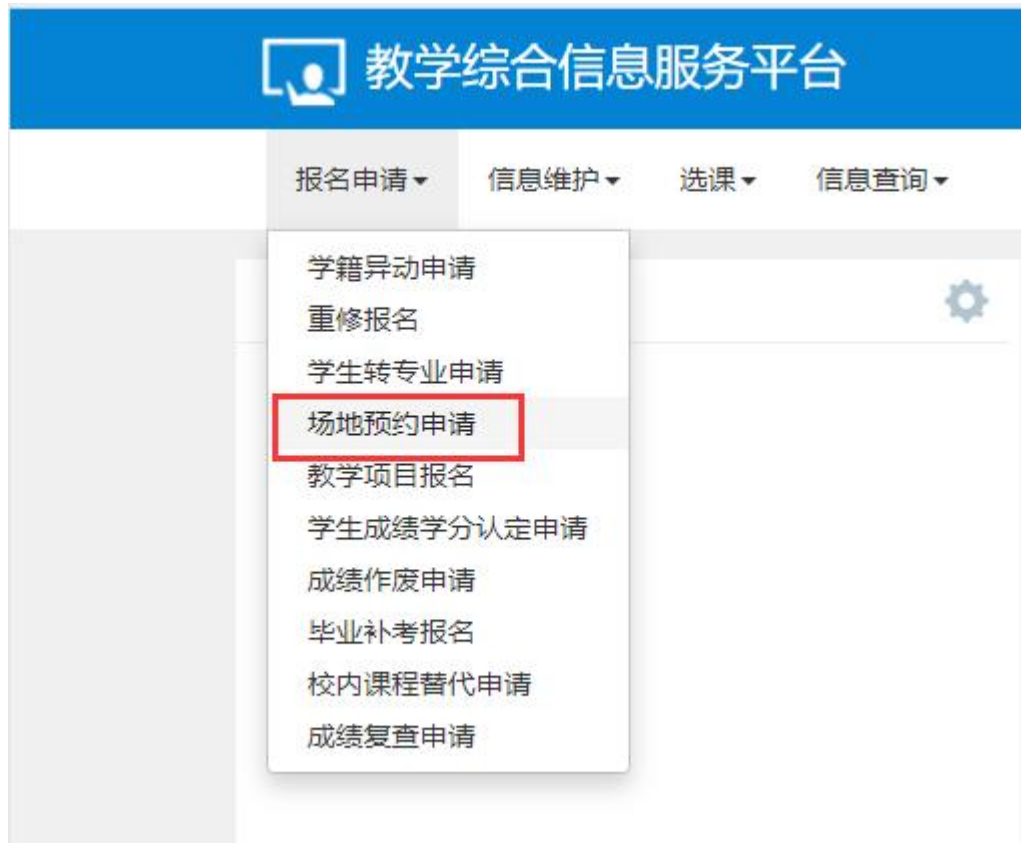 教学综合信息服务平台
报名申请 信息维护 选课 信息查询
学籍异动申请
重修报名
学生转专业申请
场地预约申请
教学项目报名
学生成绩学分认定申请
成绩作废申请
毕业补考报名
校内课程替代申请
成绩复查申请